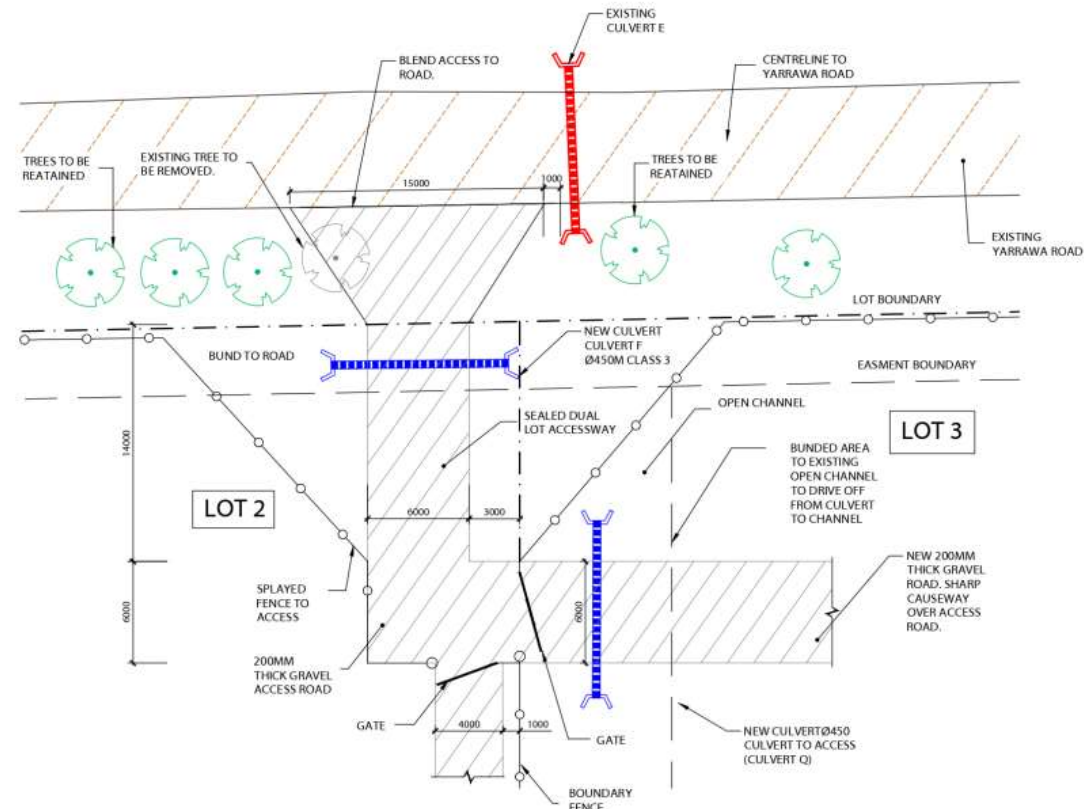 EXISTING
CULVERT E
BLEND ACCESS TO
ROAD.
CENTRELINE TO
YARRAWA ROAD
TREES TO BE
REATAINED
EXISTING TREE TO
BE REMOVED.
15000
1000
TREES TO BE
REATAINED
EXISTING
YARRAWA ROAD
LOT BOUNDARY
BUND TO ROAD
NEW CULVERT
CULVERT F
Ø450M CLASS 3
EASMENT BOUNDARY
OPEN CHANNEL
SEALED DUAL
LOT ACCESSWAY
LOT 3
14000
BUNDED AREA
TO EXISTING
OPEN CHANNEL
TO DRIVE OFF
FROM CULVERT
TO CHANNEL
LOT 2
6000
3000
SPLAYED
FENCE TO
ACCESS
6000
6000
NEW 200MM
THICK GRAVEL
ROAD. SHARP
CAUSEWAY
OVER ACCESS
ROAD.
200MM
THICK GRAVEL
ACCESS ROAD
GATE
4000
1000
GATE
NEW CULVERTØ450
CULVERT TO ACCESS
(CULVERT Q)
BOUNDARY
FENCE